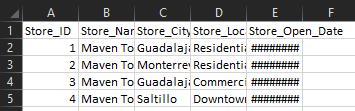 A B C D E F
1 Store_ID Store_Nan Store_City Store_Loc Store_Open_Date
2 1 Maven To Guadalaja Residentia ########
3 2 Maven To Monterrey Residentia ########
4 3 Maven To Guadalaja Commerci ########
5 4 Maven To Saltillo Downtown ########